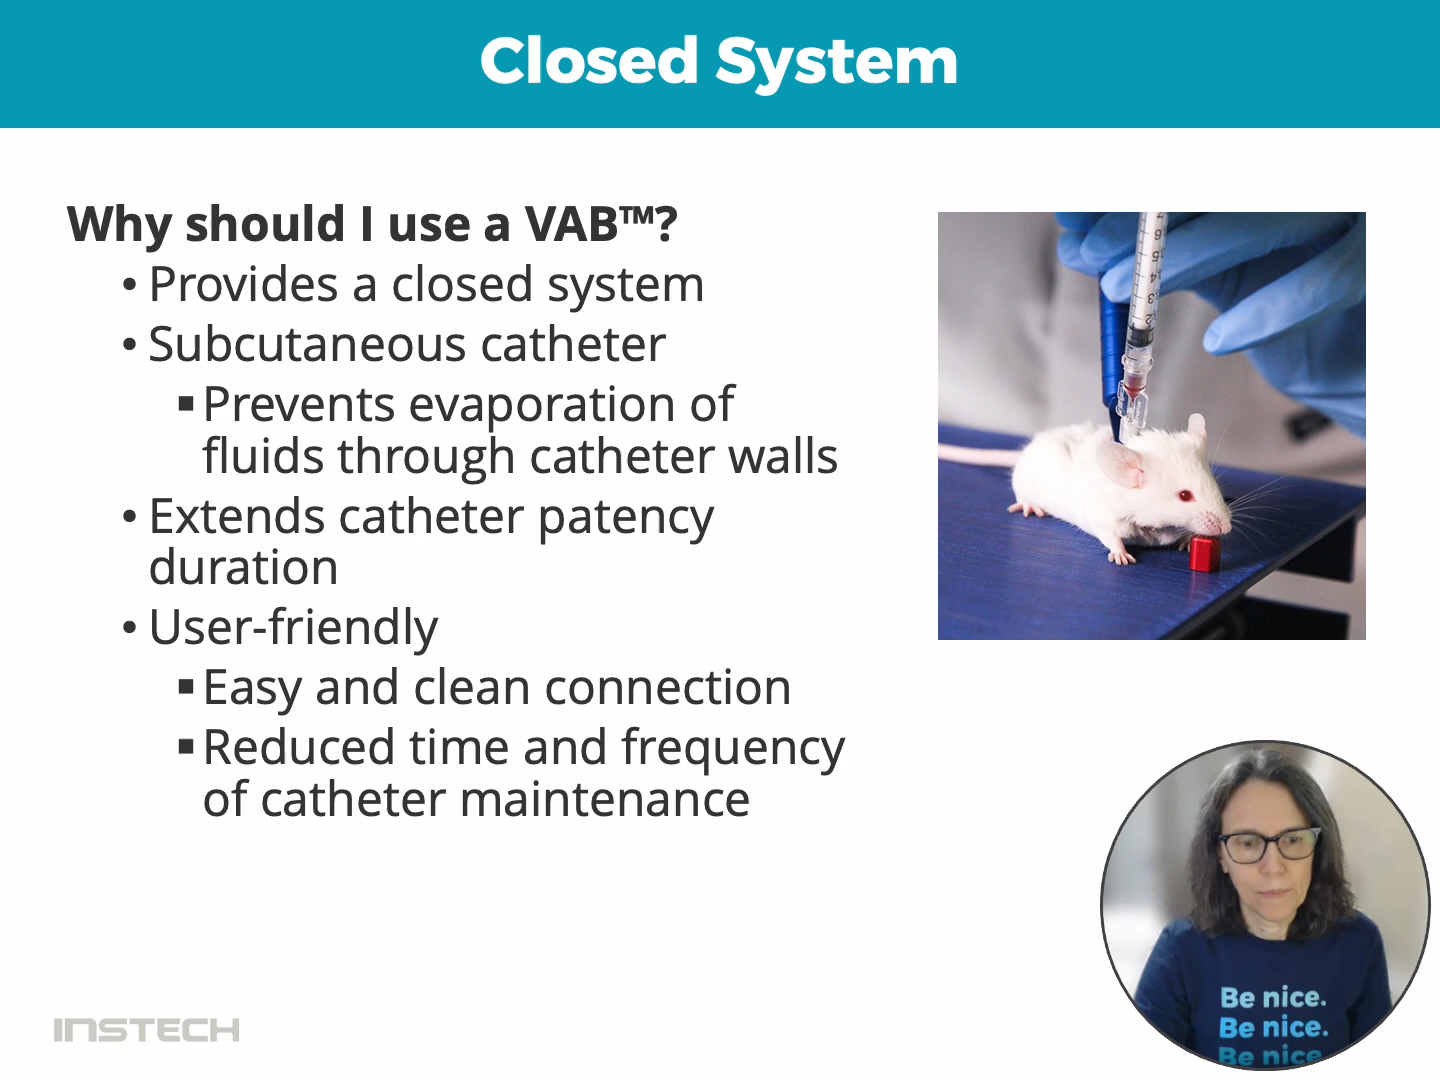 Closed System
Why should I use a VAB™?
• Provides a closed system
• Subcutaneous catheter
▪ Prevents evaporation of
fluids through catheter walls
• Extends catheter patency
duration
• User-friendly
▪ Easy and clean connection
▪ Reduced time and frequency
of catheter maintenance
Be nice.
Be nice.
Be nice
INSTECH